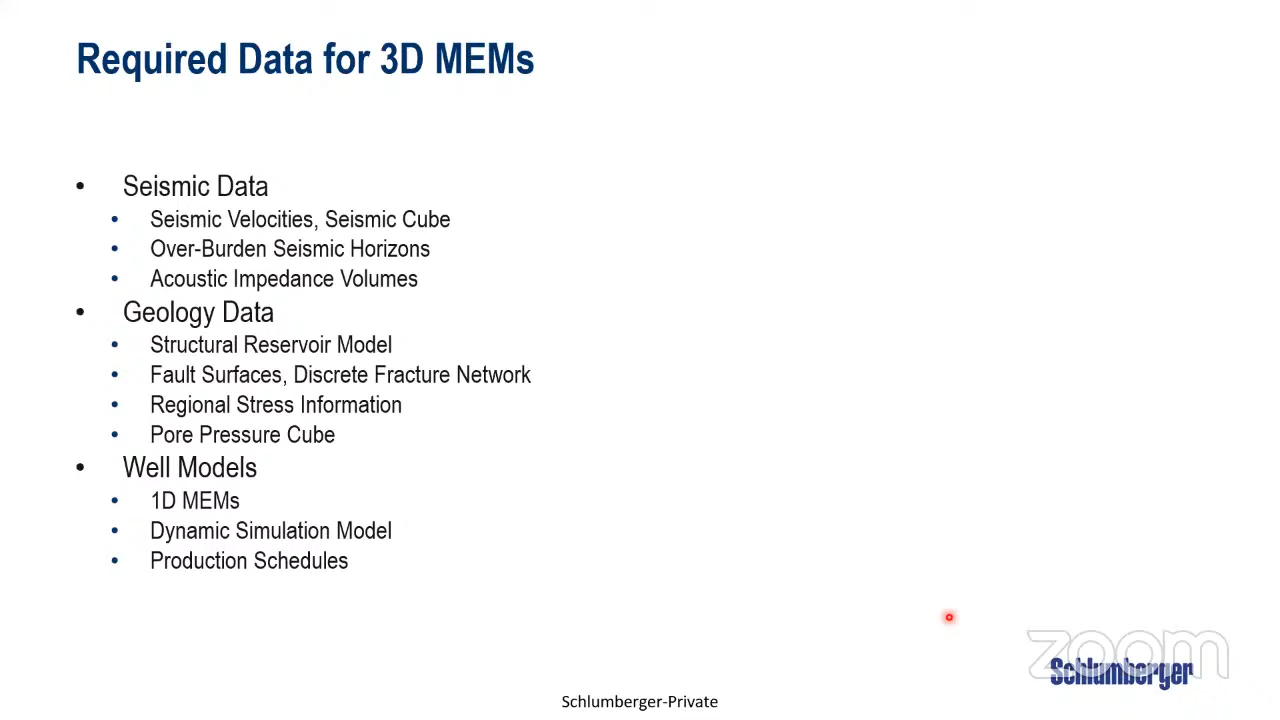 Required Data for 3D MEMs
• Seismic Data
• Seismic Velocities, Seismic Cube
• Over-Burden Seismic Horizons
• Acoustic Impedance Volumes
• Geology Data
• Structural Reservoir Model
• Fault Surfaces, Discrete Fracture Network
• Regional Stress Information
• Pore Pressure Cube
• Well Models
• 1D MEMs
• Dynamic Simulation Model
• Production Schedules
zoom
Schlumberger
Schlumberger-Private